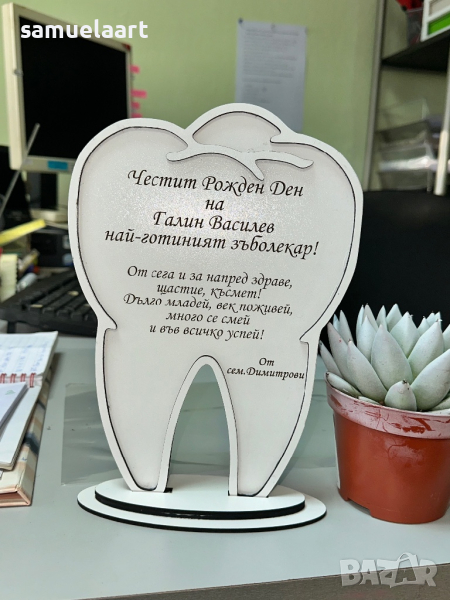 samuelaart
Честит Рожден Ден
на
Галин Василев
най-готиният зъболекар!
От сега и за напред здраве,
щастие, късмет!
Дълго младей, век поживей,
много се смей
и във всичко успей!
От
сем.Димитрови
BAZAR